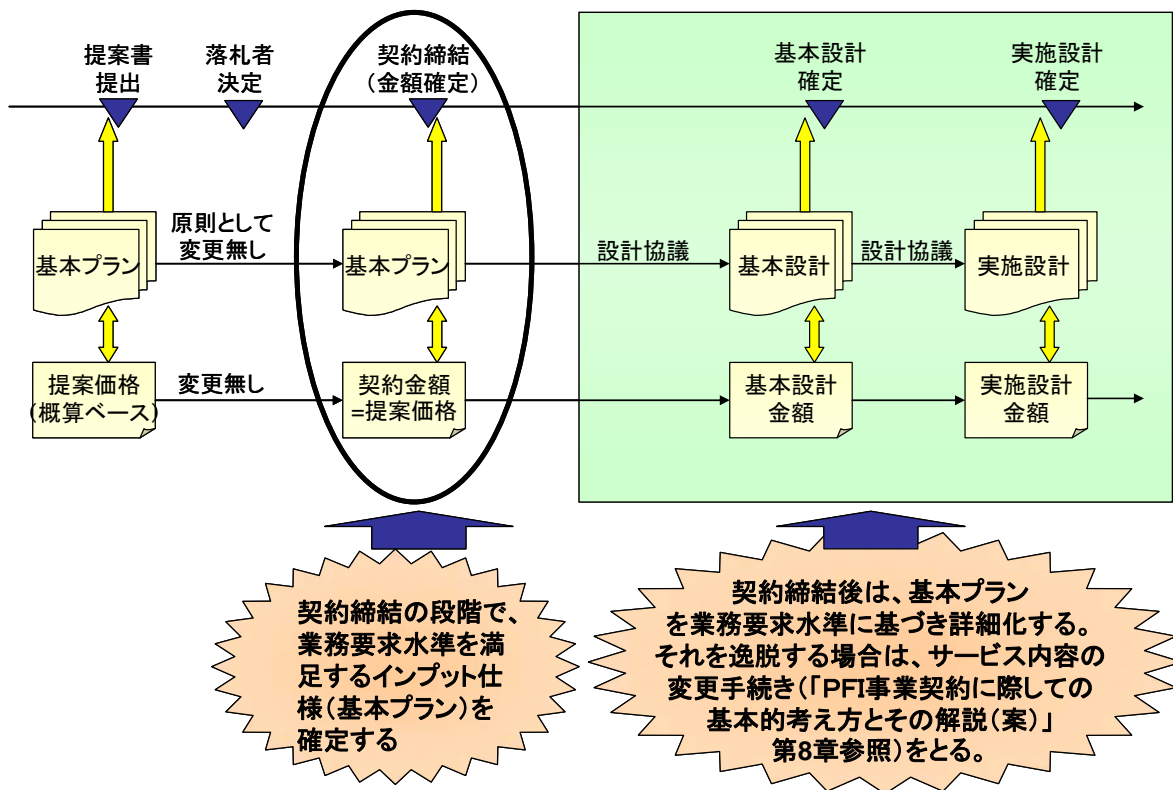 提案書
提出
落札者
決定
契約締結
（金額確定）
基本設計
確定
実施設計
確定
基本プラン
原則として
変更無し
基本プラン
設計協議
基本設計
設計協議
実施設計
提案価格
(概算ベース)
変更無し
契約金額
=提案価格
基本設計
金額
実施設計
金額
契約締結の段階で、
業務要求水準を満
足するインプット仕
様（基本プラン）を
確定する
契約締結後は、基本プラン
を業務要求水準に基づき詳細化する。
それを逸脱する場合は、サービス内容の
変更手続き（「PFI事業契約に際しての
基本的考え方とその解説（案）」
第8章参照）をとる。